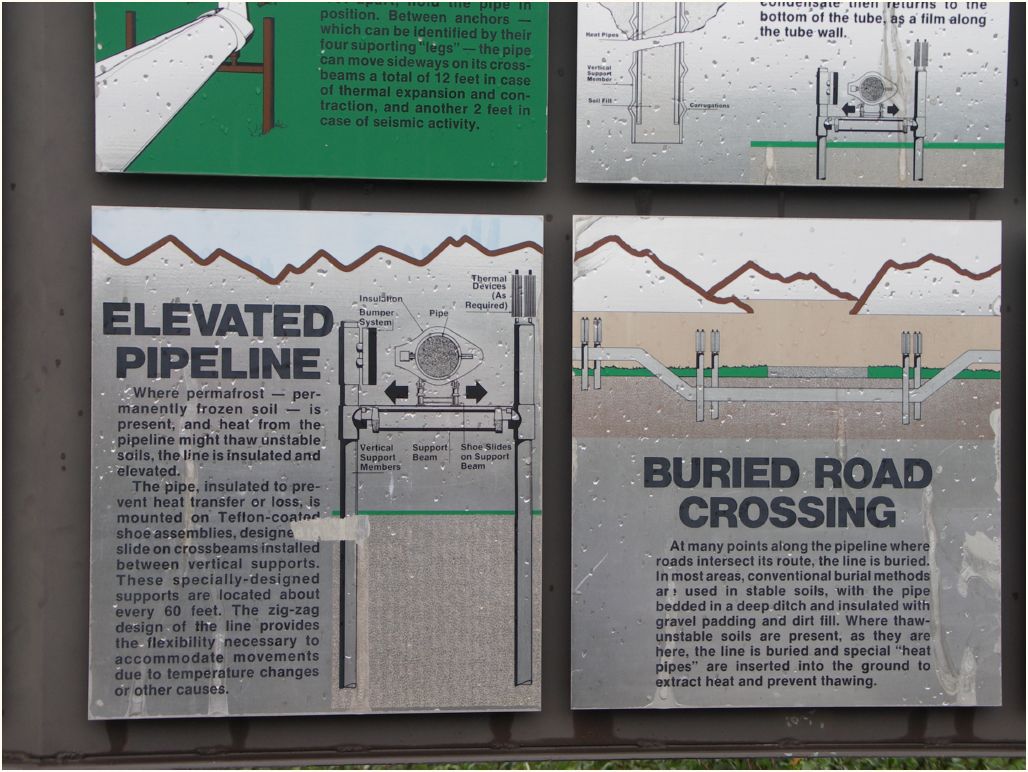 hold the pipe in
position. Between anchors —
which can be identified by their
four suporting "legs" — the pipe
can move sideways on its cross-
beams a total of 12 feet in case
of thermal expansion and con-
traction, and another 2 feet in
case of seismic activity.
condensate then returns to the
bottom of the tube, as a film along
the tube wall.
Heat Pipes
Vertical
Support
Member
Soil Fill
Corrugations
ELEVATED
PIPELINE
Where permafrost — per-
manently frozen soil — is
present, and heat from the
pipeline might thaw unstable
soils, the line is insulated and
elevated.
The pipe, insulated to pre-
vent heat transfer or loss, is
mounted on Teflon-coated
shoe assemblies, designe
slide on crossbeams installed
between vertical supports.
These specially-designed
supports are located about
every 60 feet. The zig-zag
design of the line provides
the flexibility necessary to
accommodate movements
due to temperature changes
or other causes.
Thermal
Devices
(As
Required)
Insulation
Bumper
System
Pipe
Vertical
Support
Members
Support
Beam
Shoe Slides
on Support
Beam
BURIED ROAD
CROSSING
At many points along the pipeline where
roads intersect its route, the line is buried.
In most areas, conventional burial methods
are used in stable soils, with the pipe
bedded in a deep ditch and insulated with
gravel padding and dirt fill. Where thaw-
unstable soils are present, as they are
here, the line is buried and special "heat
pipes" are inserted into the ground to
extract heat and prevent thawing.